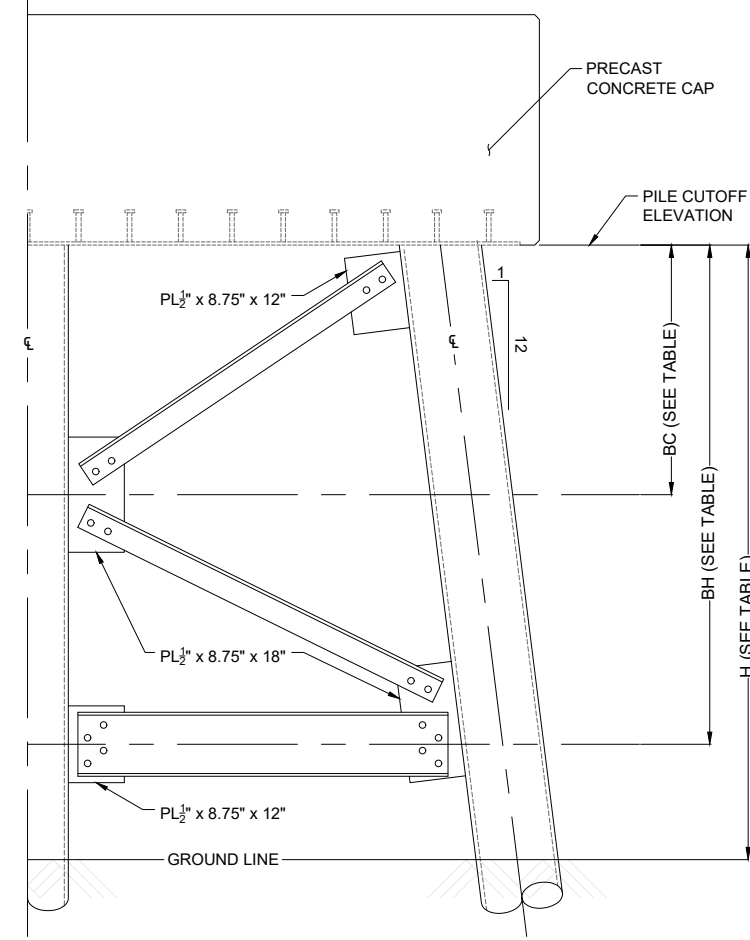 PRECAST
CONCRETE CAP
PILE CUTOFF
ELEVATION
PL½" x 8.75" x 12"
1
12
℄
℄
BC (SEE TABLE)
BH (SEE TABLE)
H (SEE TABLE)
PL½" x 8.75" x 18"
PL½" x 8.75" x 12"
GROUND LINE